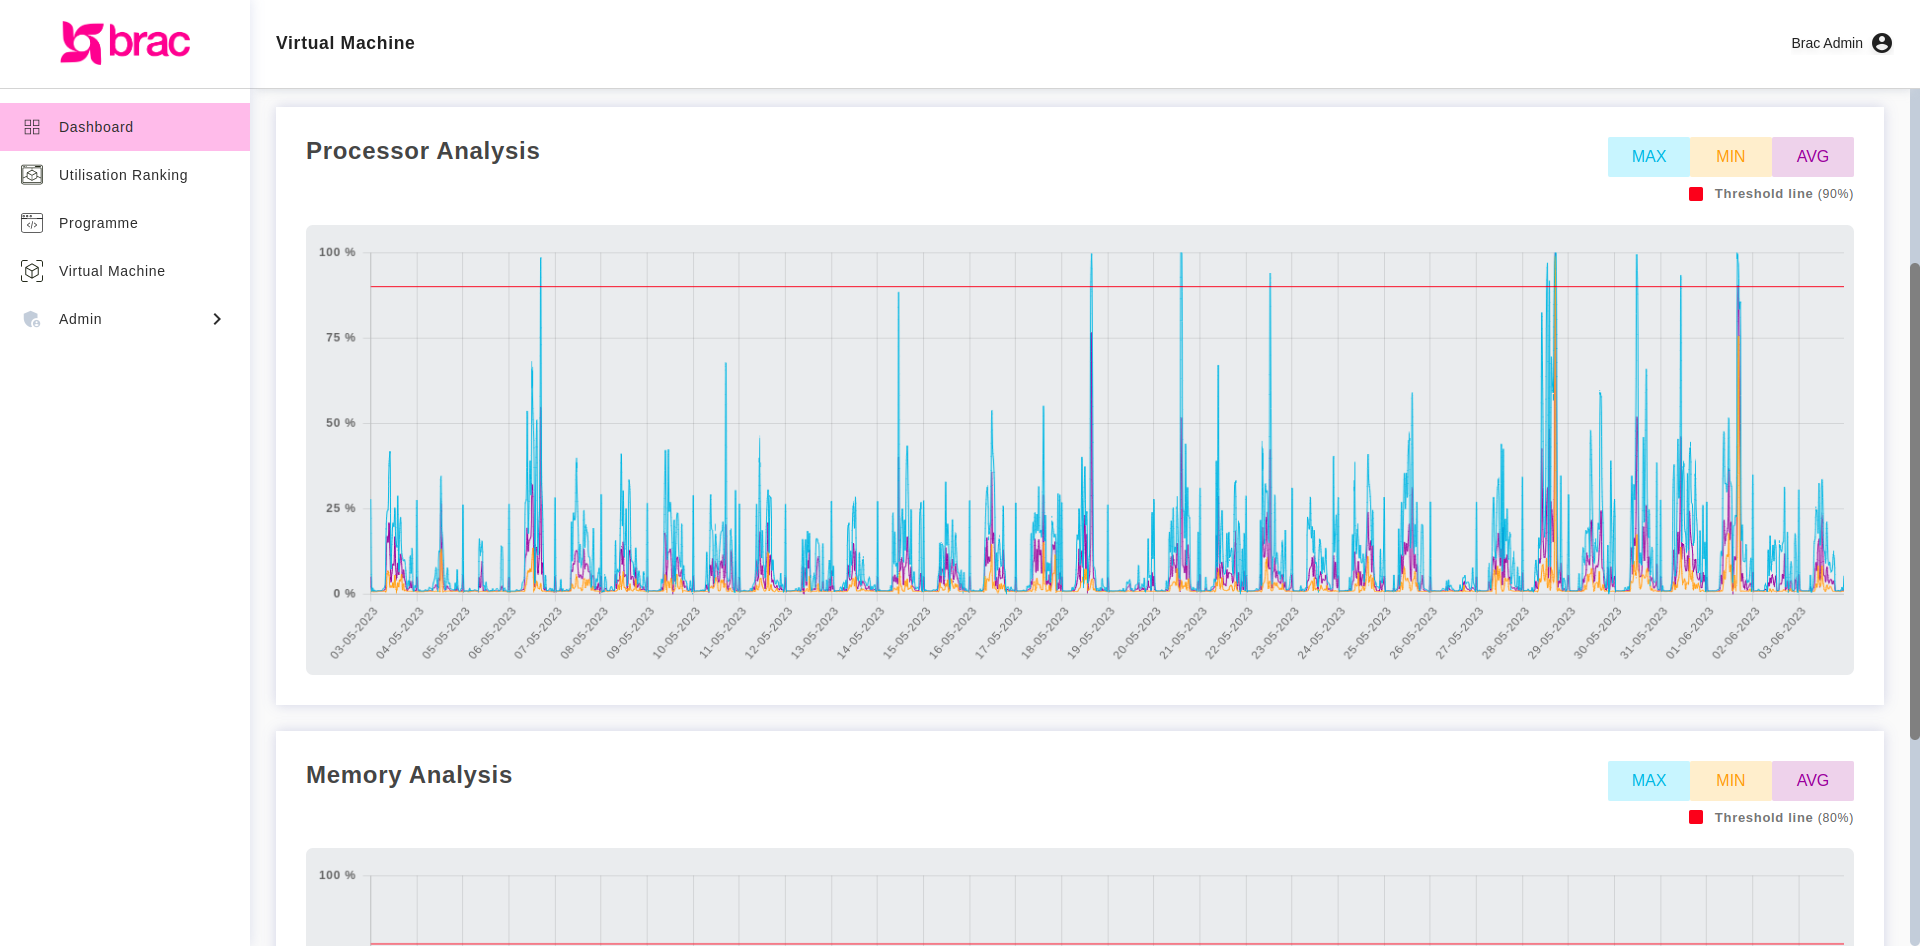 brac
Virtual Machine
Brac Admin
Dashboard
Utilisation Ranking
Programme
Virtual Machine
Admin
Processor Analysis
MAX MIN AVG
Threshold line (90%)
100 %
75 %
50 %
25 %
0 %
03-05-2023 04-05-2023 05-05-2023 06-05-2023 07-05-2023 08-05-2023 09-05-2023 10-05-2023 11-05-2023 12-05-2023 13-05-2023 14-05-2023 15-05-2023 16-05-2023 17-05-2023 18-05-2023 19-05-2023 20-05-2023 21-05-2023 22-05-2023 23-05-2023 24-05-2023 25-05-2023 26-05-2023 27-05-2023 28-05-2023 29-05-2023 30-05-2023 31-05-2023 01-06-2023 02-06-2023 03-06-2023
Memory Analysis
MAX MIN AVG
Threshold line (80%)
100 %